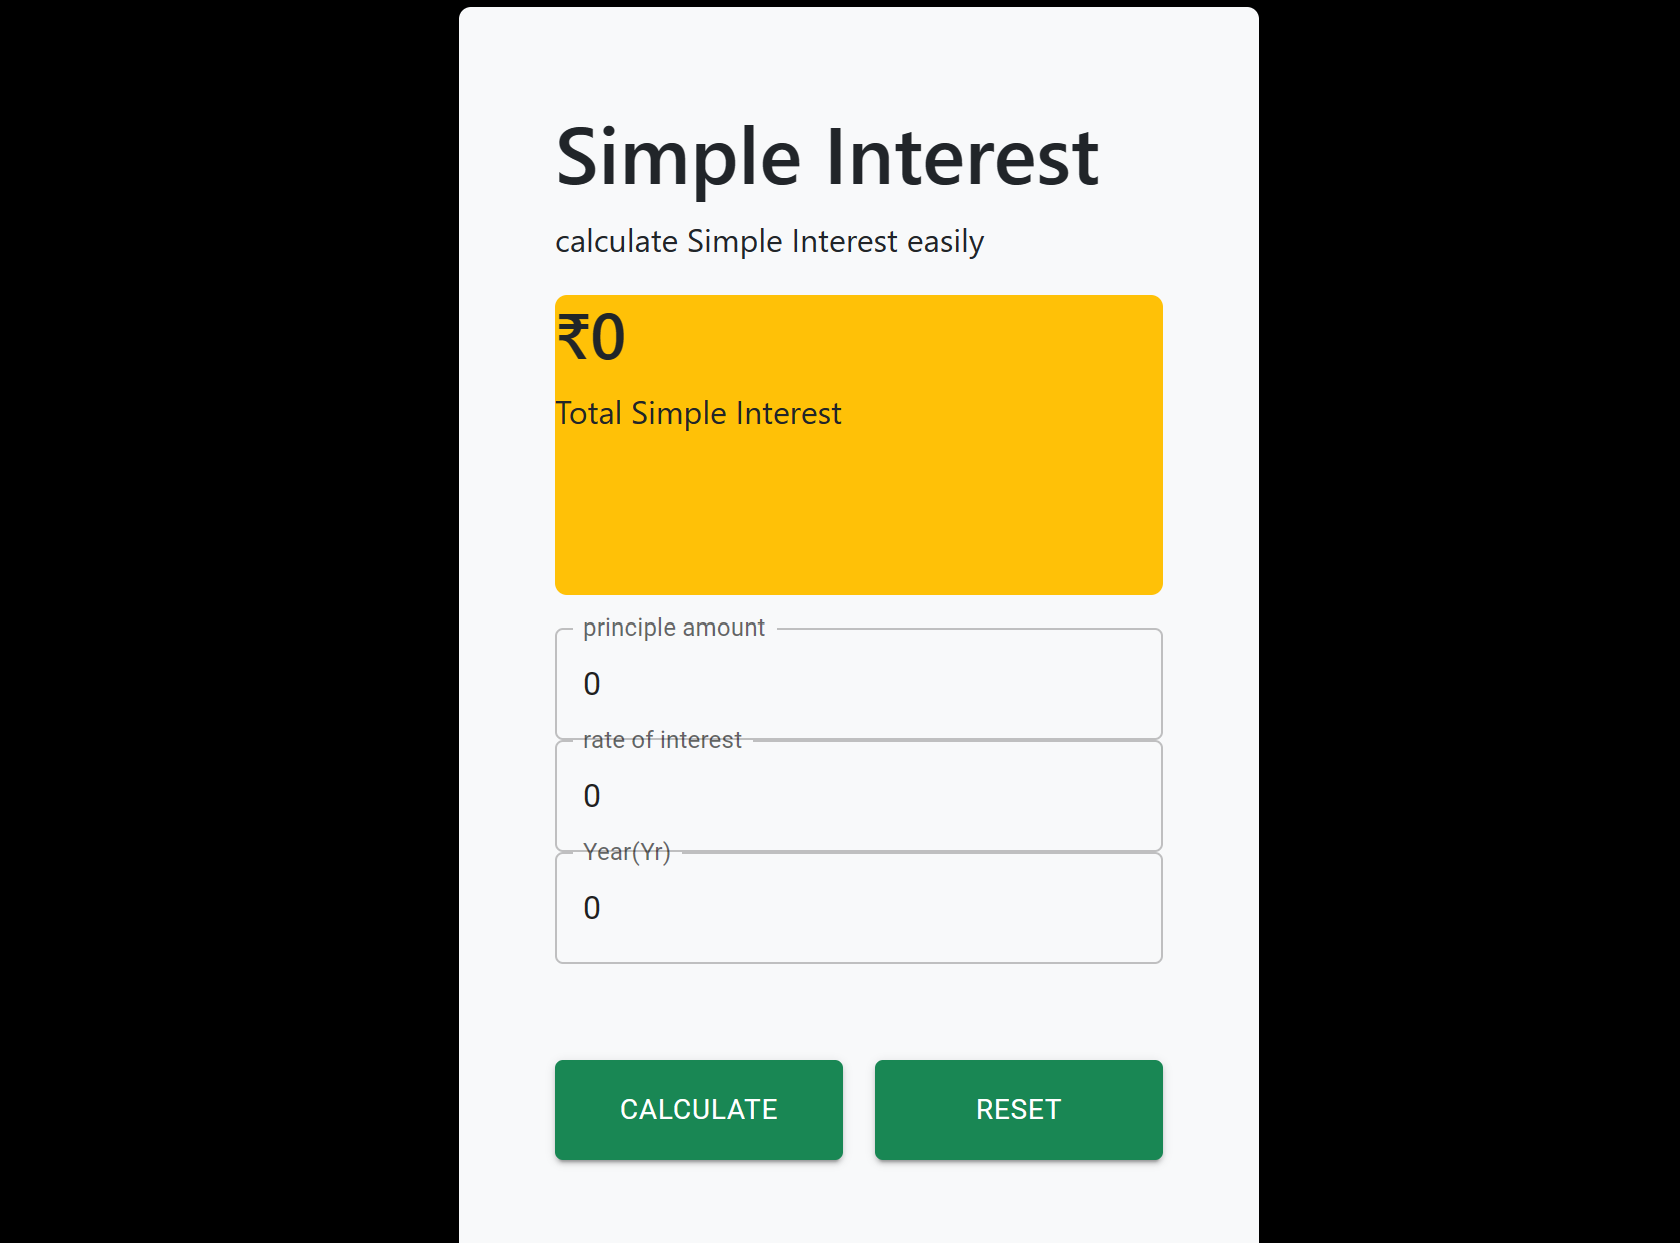 Simple Interest
calculate Simple Interest easily
₹0
Total Simple Interest
principle amount
0
rate of interest
0
Year(Yr)
0
CALCULATE
RESET